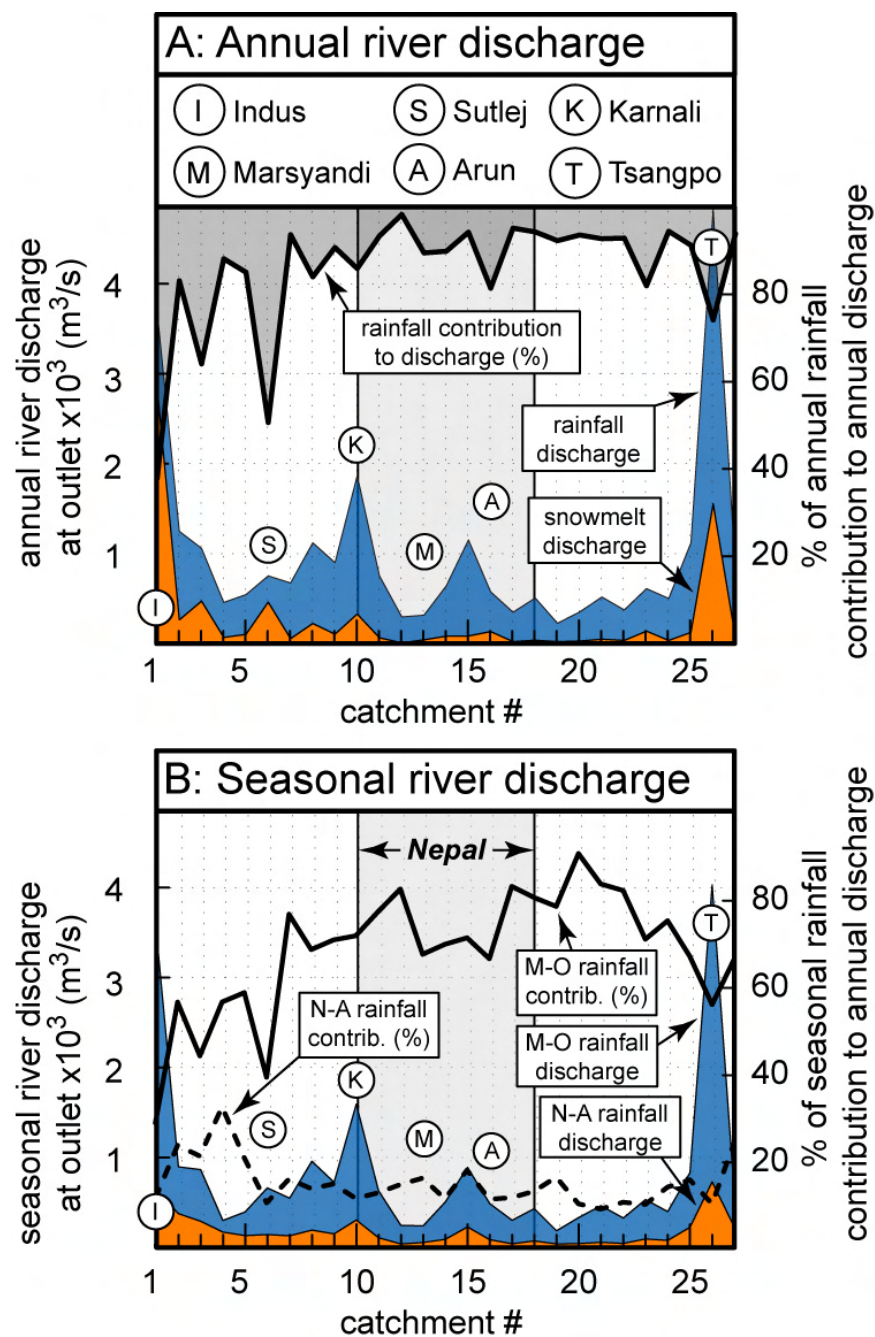 A: Annual river discharge
I Indus S Sutlej K Karnali
M Marsyandi A Arun T Tsangpo
annual river discharge
at outlet x10³ (m³/s)
4
3
2
1
T
rainfall contribution
to discharge (%)
rainfall
discharge
K
A
snowmelt
discharge
S
M
I
80
60
40
20
% of annual rainfall
contribution to annual discharge
1 5 10 15 20 25
catchment #
B: Seasonal river discharge
seasonal river discharge
at outlet x10³ (m³/s)
4
3
2
1
Nepal
T
N-A rainfall
contrib. (%)
M-O rainfall
contrib. (%)
M-O rainfall
discharge
K
N-A rainfall
discharge
S
M
A
I
80
60
40
20
% of seasonal rainfall
contribution to annual discharge
1 5 10 15 20 25
catchment #